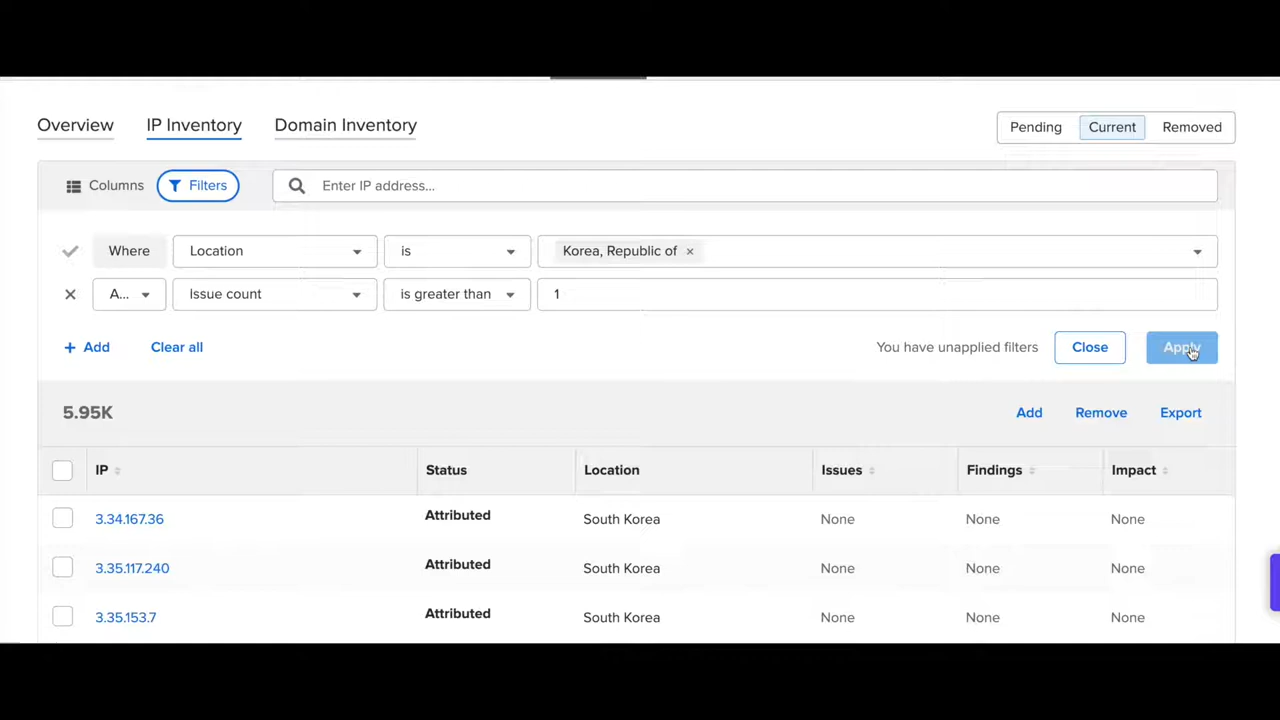 Overview IP Inventory Domain Inventory Pending Current Removed
Columns Filters Enter IP address...
Where Location is Korea, Republic of ×
A... Issue count is greater than 1
+ Add Clear all You have unapplied filters Close Apply
5.95K Add Remove Export
IP Status Location Issues Findings Impact
3.34.167.36 Attributed South Korea None None None
3.35.117.240 Attributed South Korea None None None
3.35.153.7 Attributed South Korea None None None